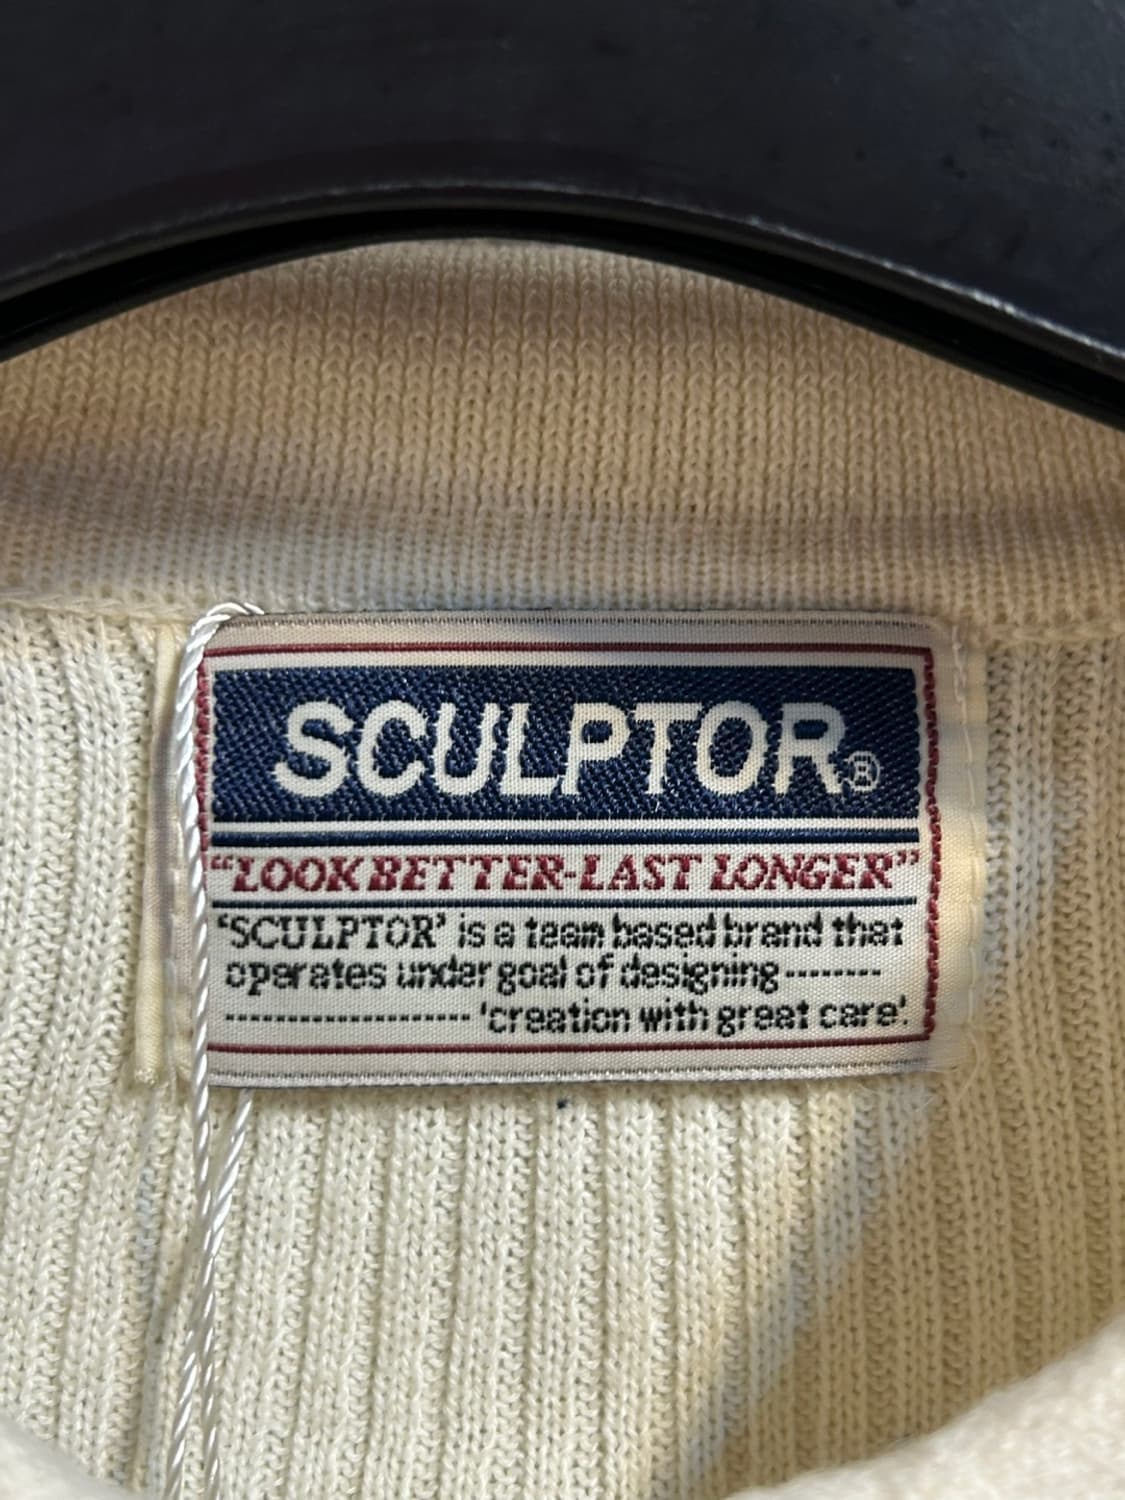 SCULPTOR®
“LOOK BETTER-LAST LONGER”
‘SCULPTOR’ is a team based brand that
operates under goal of designing --------
-------------------- 'creation with great care'.